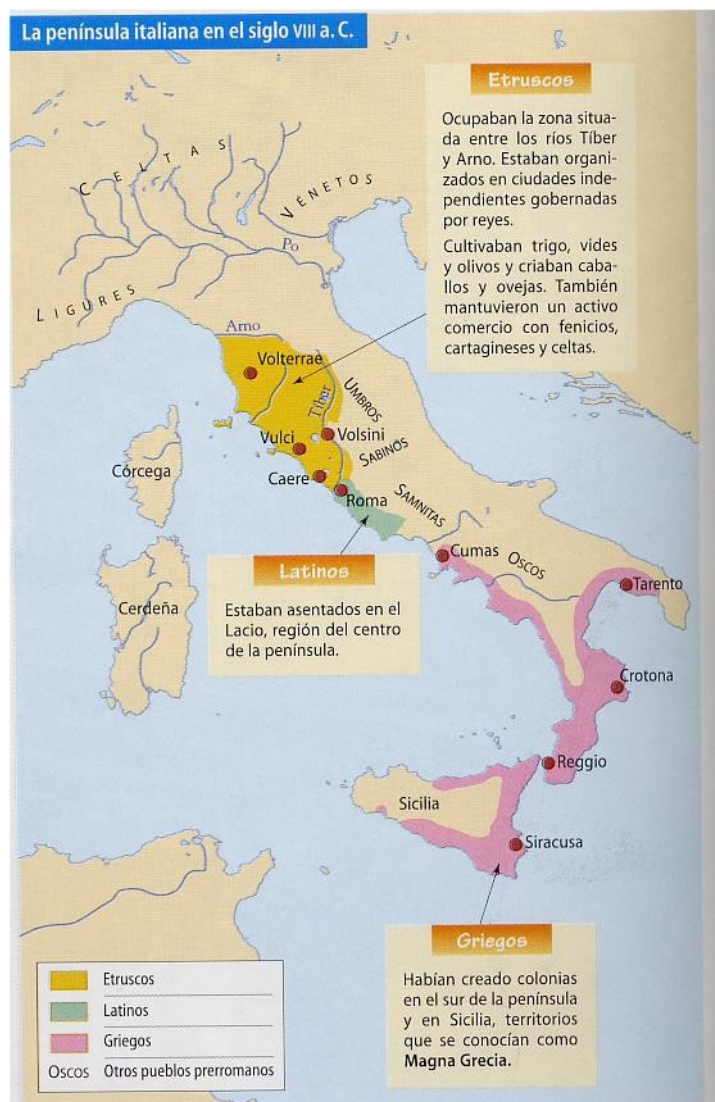 La península italiana en el siglo VIII a. C.
Etruscos
Ocupaban la zona situa-
da entre los ríos Tíber
y Arno. Estaban organi-
zados en ciudades inde-
pendientes gobernadas
por reyes.
Cultivaban trigo, vides
y olivos y criaban caba-
llos y ovejas. También
mantuvieron un activo
comercio con fenicios,
cartagineses y celtas.
CELTAS
VÉNETOS
Po
LIGURES
Arno
Volterrae
Tíber
UMBROS
Vulci
Volsini
SABINOS
Caere
Roma
SAMNITAS
Córcega
Cumas
OSCOS
Tarento
Latinos
Estaban asentados en el
Lacio, región del centro
de la península.
Cerdeña
Crotona
Reggio
Sicilia
Siracusa
Griegos
Habían creado colonias
en el sur de la península
y en Sicilia, territorios
que se conocían como
Magna Grecia.
Etruscos
Latinos
Griegos
OSCOS Otros pueblos prerromanos